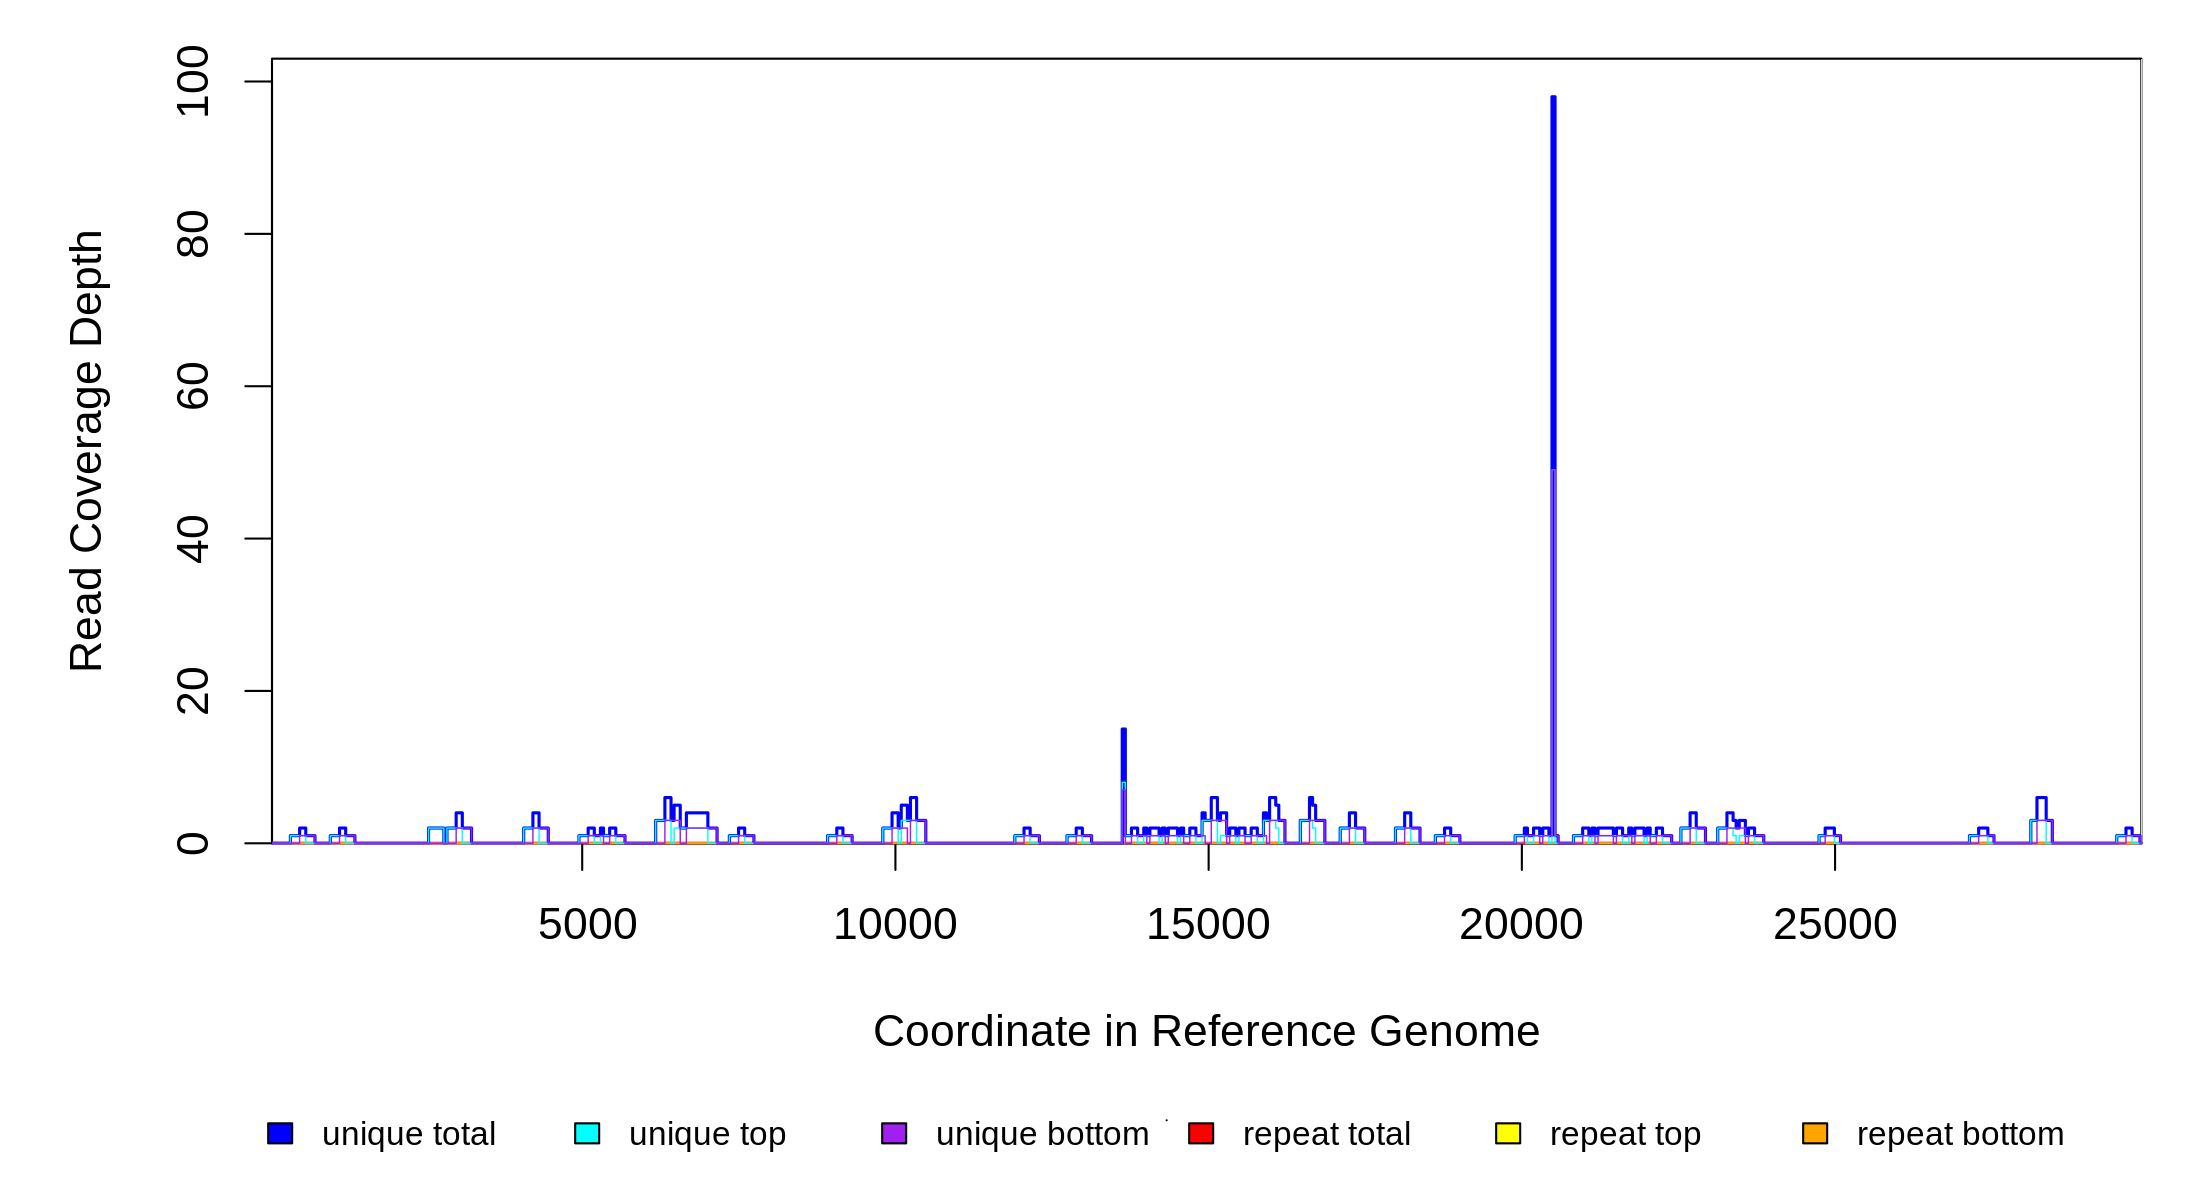 100
80
60
40
20
0
Read Coverage Depth
5000 10000 15000 20000 25000
Coordinate in Reference Genome
unique total unique top unique bottom repeat total repeat top repeat bottom